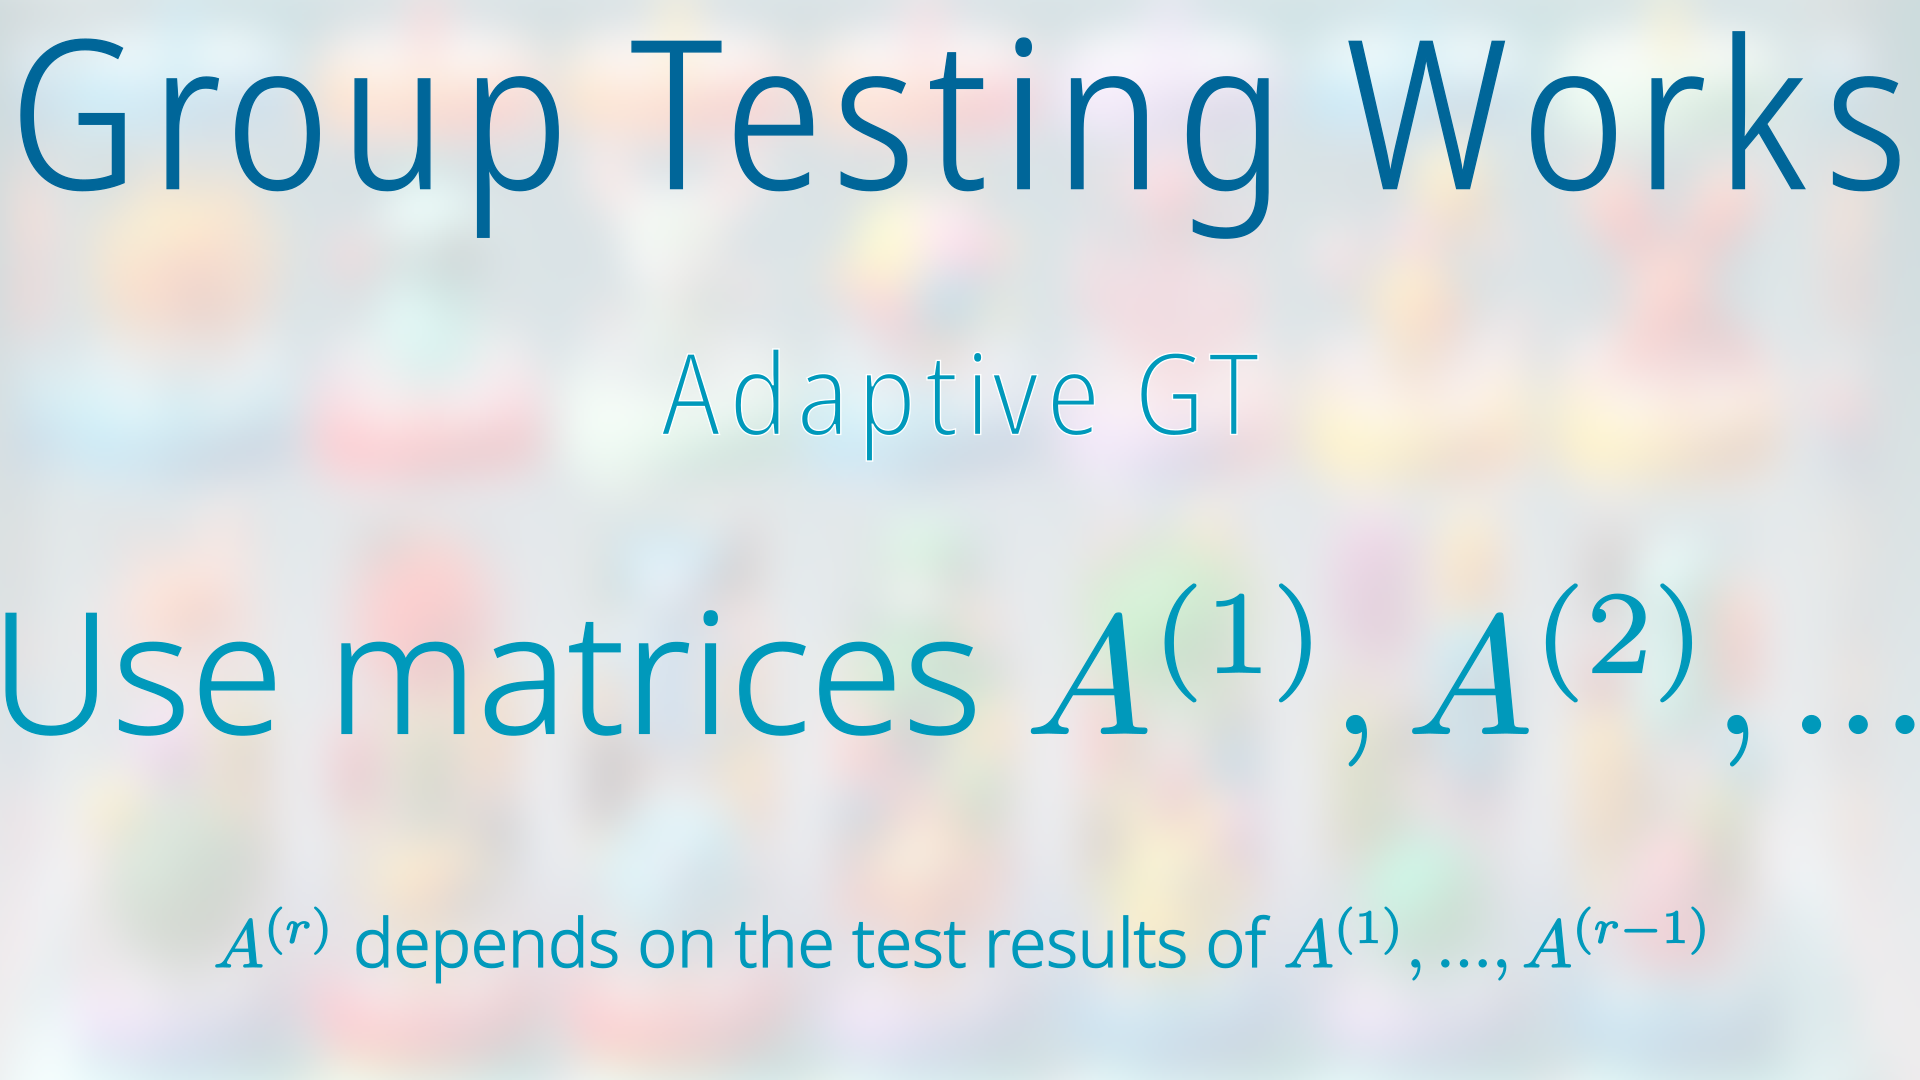 Group Testing Works
Adaptive GT
Use matrices $A^{(1)}, A^{(2)}, \ldots$
$A^{(r)}$ depends on the test results of $A^{(1)}, \ldots, A^{(r-1)}$